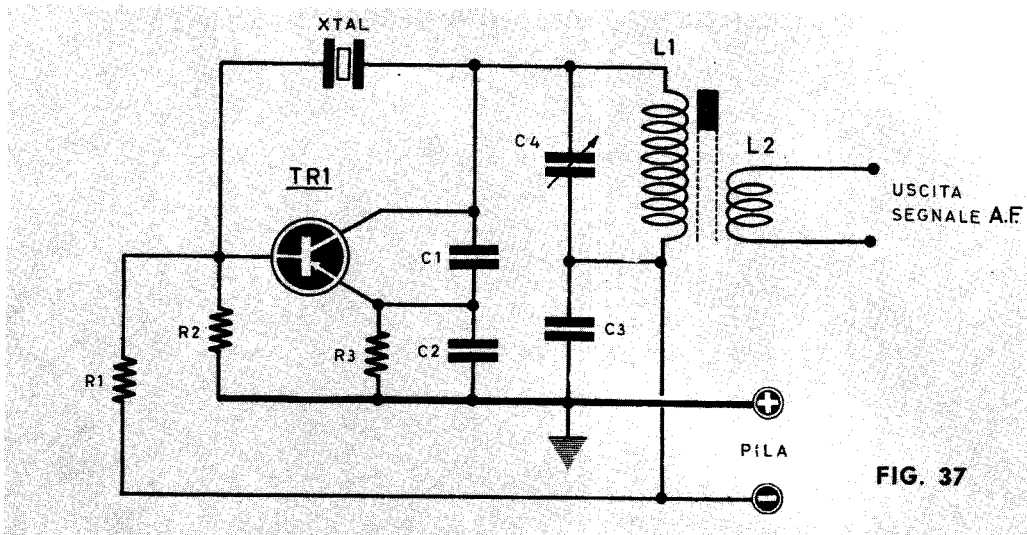 XTAL
L1
C4
L2
TR1
USCITA
SEGNALE A.F.
C1
R2
R3
C2
C3
R1
+
PILA
FIG. 37
-